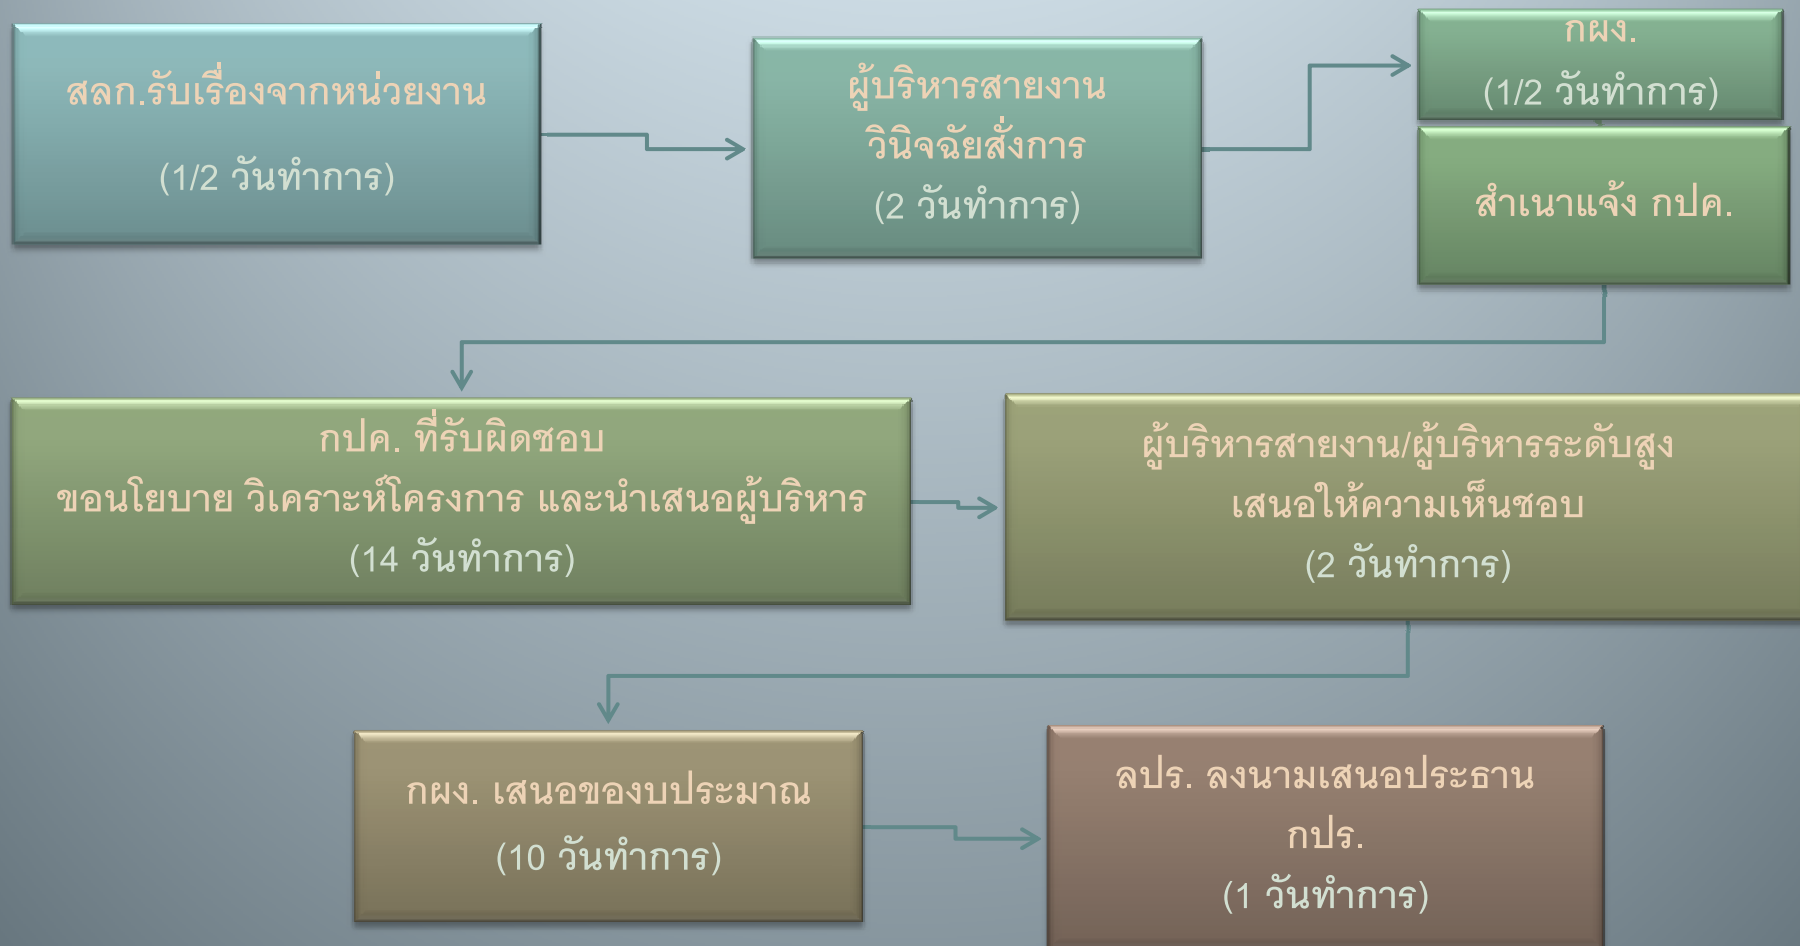 สลก.รับเรื่องจากหน่วยงาน
(1/2 วันทำการ)
ผู้บริหารสายงาน
วินิจฉัยสั่งการ
(2 วันทำการ)
กผง.
(1/2 วันทำการ)
สำเนาแจ้ง กปค.
กปค. ที่รับผิดชอบ
ขอนโยบาย วิเคราะห์โครงการ และนำเสนอผู้บริหาร
(14 วันทำการ)
ผู้บริหารสายงาน/ผู้บริหารระดับสูง
เสนอให้ความเห็นชอบ
(2 วันทำการ)
กผง. เสนอของบประมาณ
(10 วันทำการ)
ลปร. ลงนามเสนอประธาน
กปร.
(1 วันทำการ)